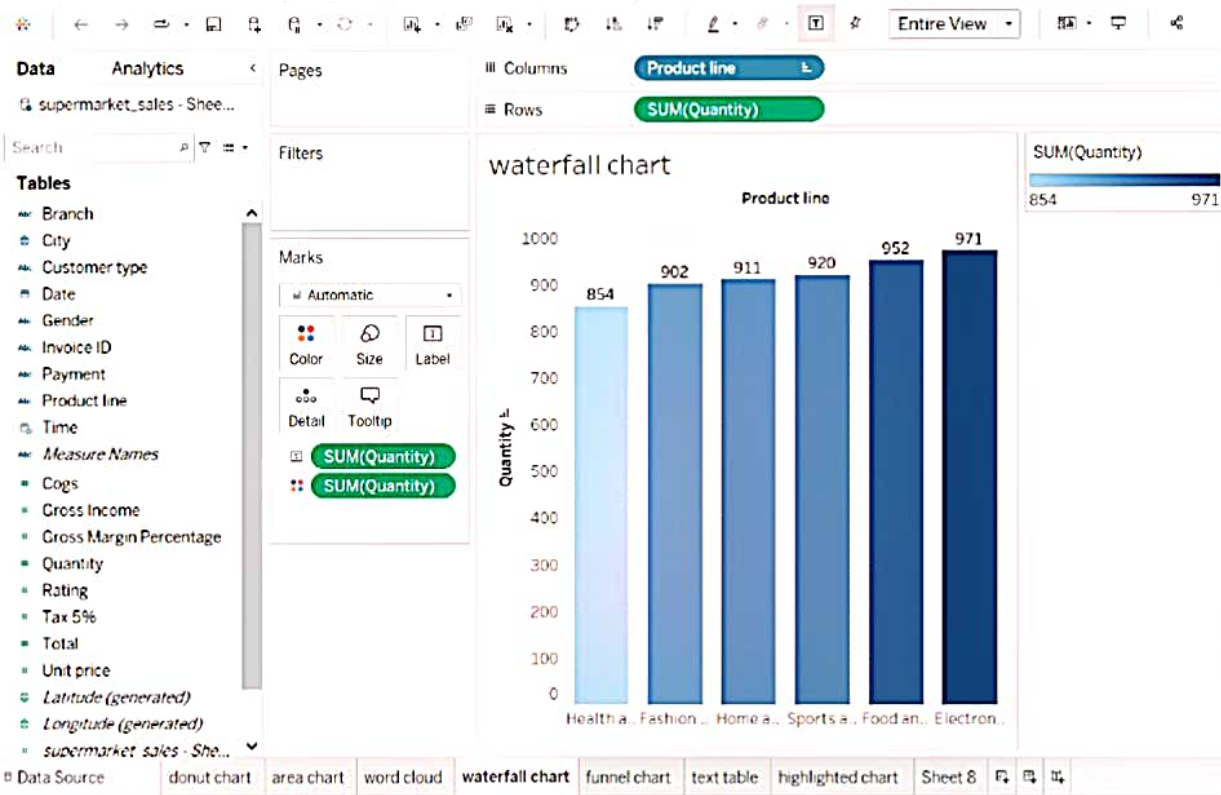 Entire View
Data
Analytics
supermarket_sales - Shee...
Search
Tables
Branch
City
Customer type
Date
Gender
Invoice ID
Payment
Product line
Time
Measure Names
Cogs
Gross Income
Gross Margin Percentage
Quantity
Rating
Tax 5%
Total
Unit price
Latitude (generated)
Longitude (generated)
supermarket_sales - She...
Pages
Filters
Marks
Automatic
Color
Size
Label
Detail
Tooltip
SUM(Quantity)
SUM(Quantity)
Columns
Product line
Rows
SUM(Quantity)
waterfall chart
Product line
Quantity
1000
900
800
700
600
500
400
300
200
100
0
854
902
911
920
952
971
Health a..
Fashion ..
Home a..
Sports a..
Food an..
Electron..
SUM(Quantity)
854
971
Data Source
donut chart
area chart
word cloud
waterfall chart
funnel chart
text table
highlighted chart
Sheet 8